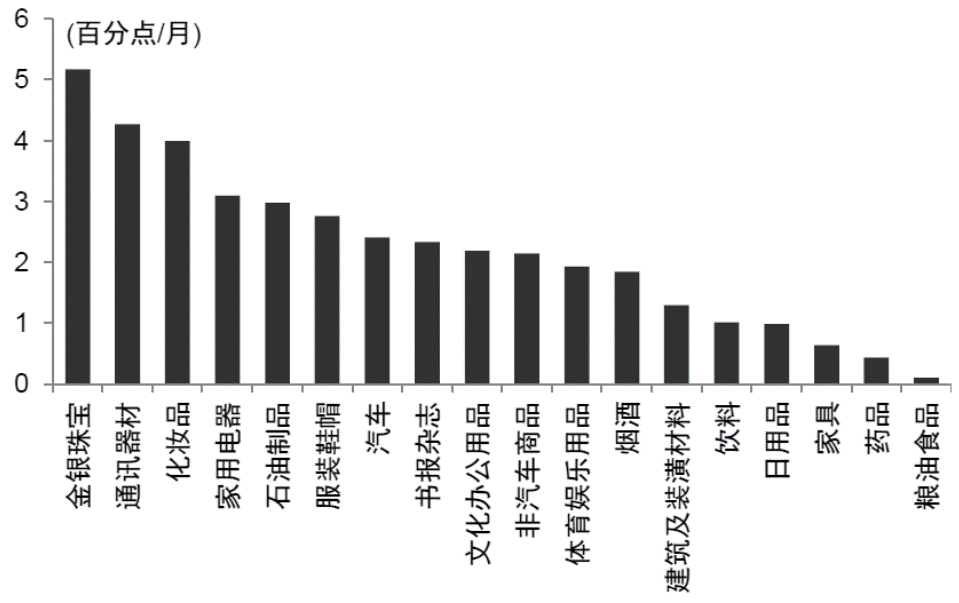 6
(百分点/月)
5
4
3
2
1
0
金银珠宝
通讯器材
化妆品
家用电器
石油制品
服装鞋帽
汽车
书报杂志
文化办公用品
非汽车商品
体育娱乐用品
烟酒
建筑及装潢材料
饮料
日用品
家具
药品
粮油食品